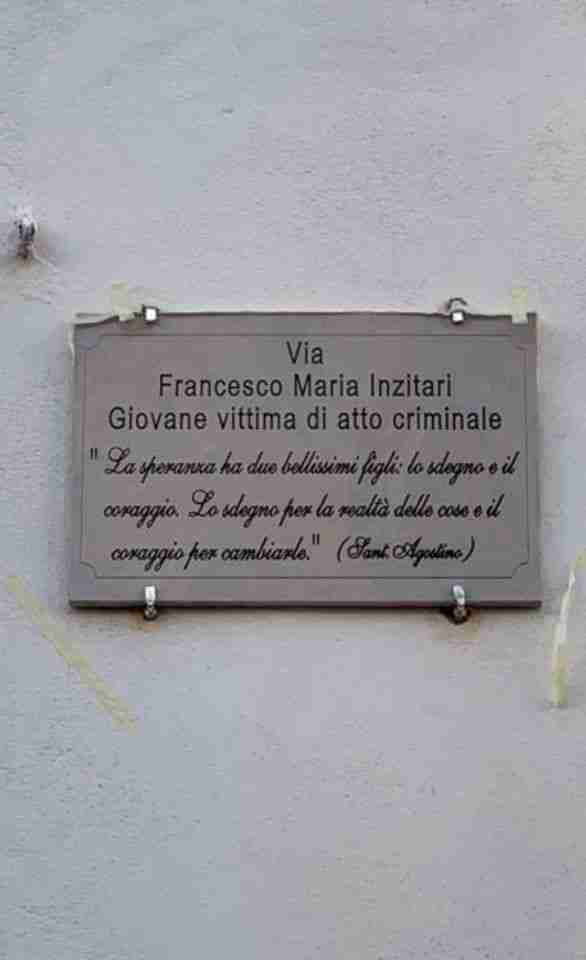 Via
Francesco Maria Inzitari
Giovane vittima di atto criminale
" La speranza ha due bellissimi figli: lo sdegno e il
coraggio. Lo sdegno per la realtà delle cose e il
coraggio per cambiarle." (Sant. Agostino)